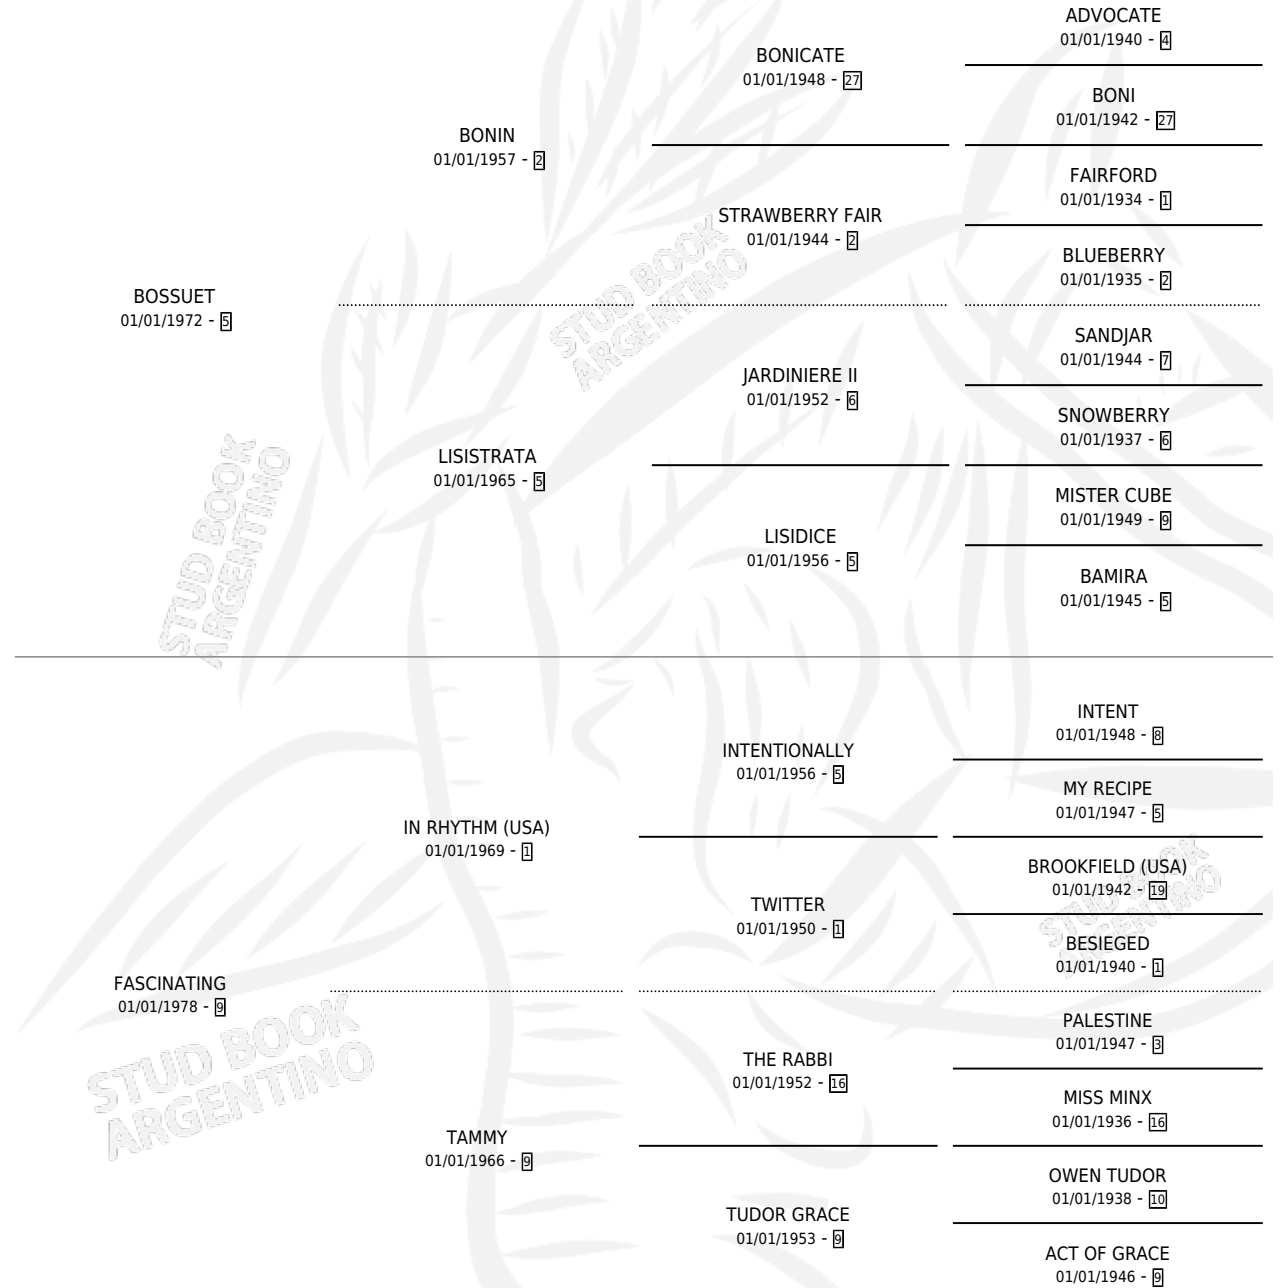 ADVOCATE
01/01/1940 - 4
BONICATE
01/01/1948 - 27
BONI
01/01/1942 - 27
BONIN
01/01/1957 - 2
FAIRFORD
01/01/1934 - 1
STRAWBERRY FAIR
01/01/1944 - 2
BLUEBERRY
01/01/1935 - 2
BOSSUET
01/01/1972 - 5
STUD BOOK
ARGENTINO
SANDJAR
01/01/1944 - 7
JARDINIERE II
01/01/1952 - 6
SNOWBERRY
01/01/1937 - 6
LISISTRATA
01/01/1965 - 5
MISTER CUBE
01/01/1949 - 9
LISIDICE
01/01/1956 - 5
BAMIRA
01/01/1945 - 5
STUD BOOK
ARGENTINO
INTENT
01/01/1948 - 8
INTENTIONALLY
01/01/1956 - 5
MY RECIPE
01/01/1947 - 5
IN RHYTHM (USA)
01/01/1969 - 1
BROOKFIELD (USA)
01/01/1942 - 19
TWITTER
01/01/1950 - 1
STUD BOOK
ARGENTINO
BESIEGED
01/01/1940 - 1
FASCINATING
01/01/1978 - 9
PALESTINE
01/01/1947 - 3
STUD BOOK
ARGENTINO
THE RABBI
01/01/1952 - 16
MISS MINX
01/01/1936 - 16
TAMMY
01/01/1966 - 9
OWEN TUDOR
01/01/1938 - 10
TUDOR GRACE
01/01/1953 - 9
ACT OF GRACE
01/01/1946 - 9